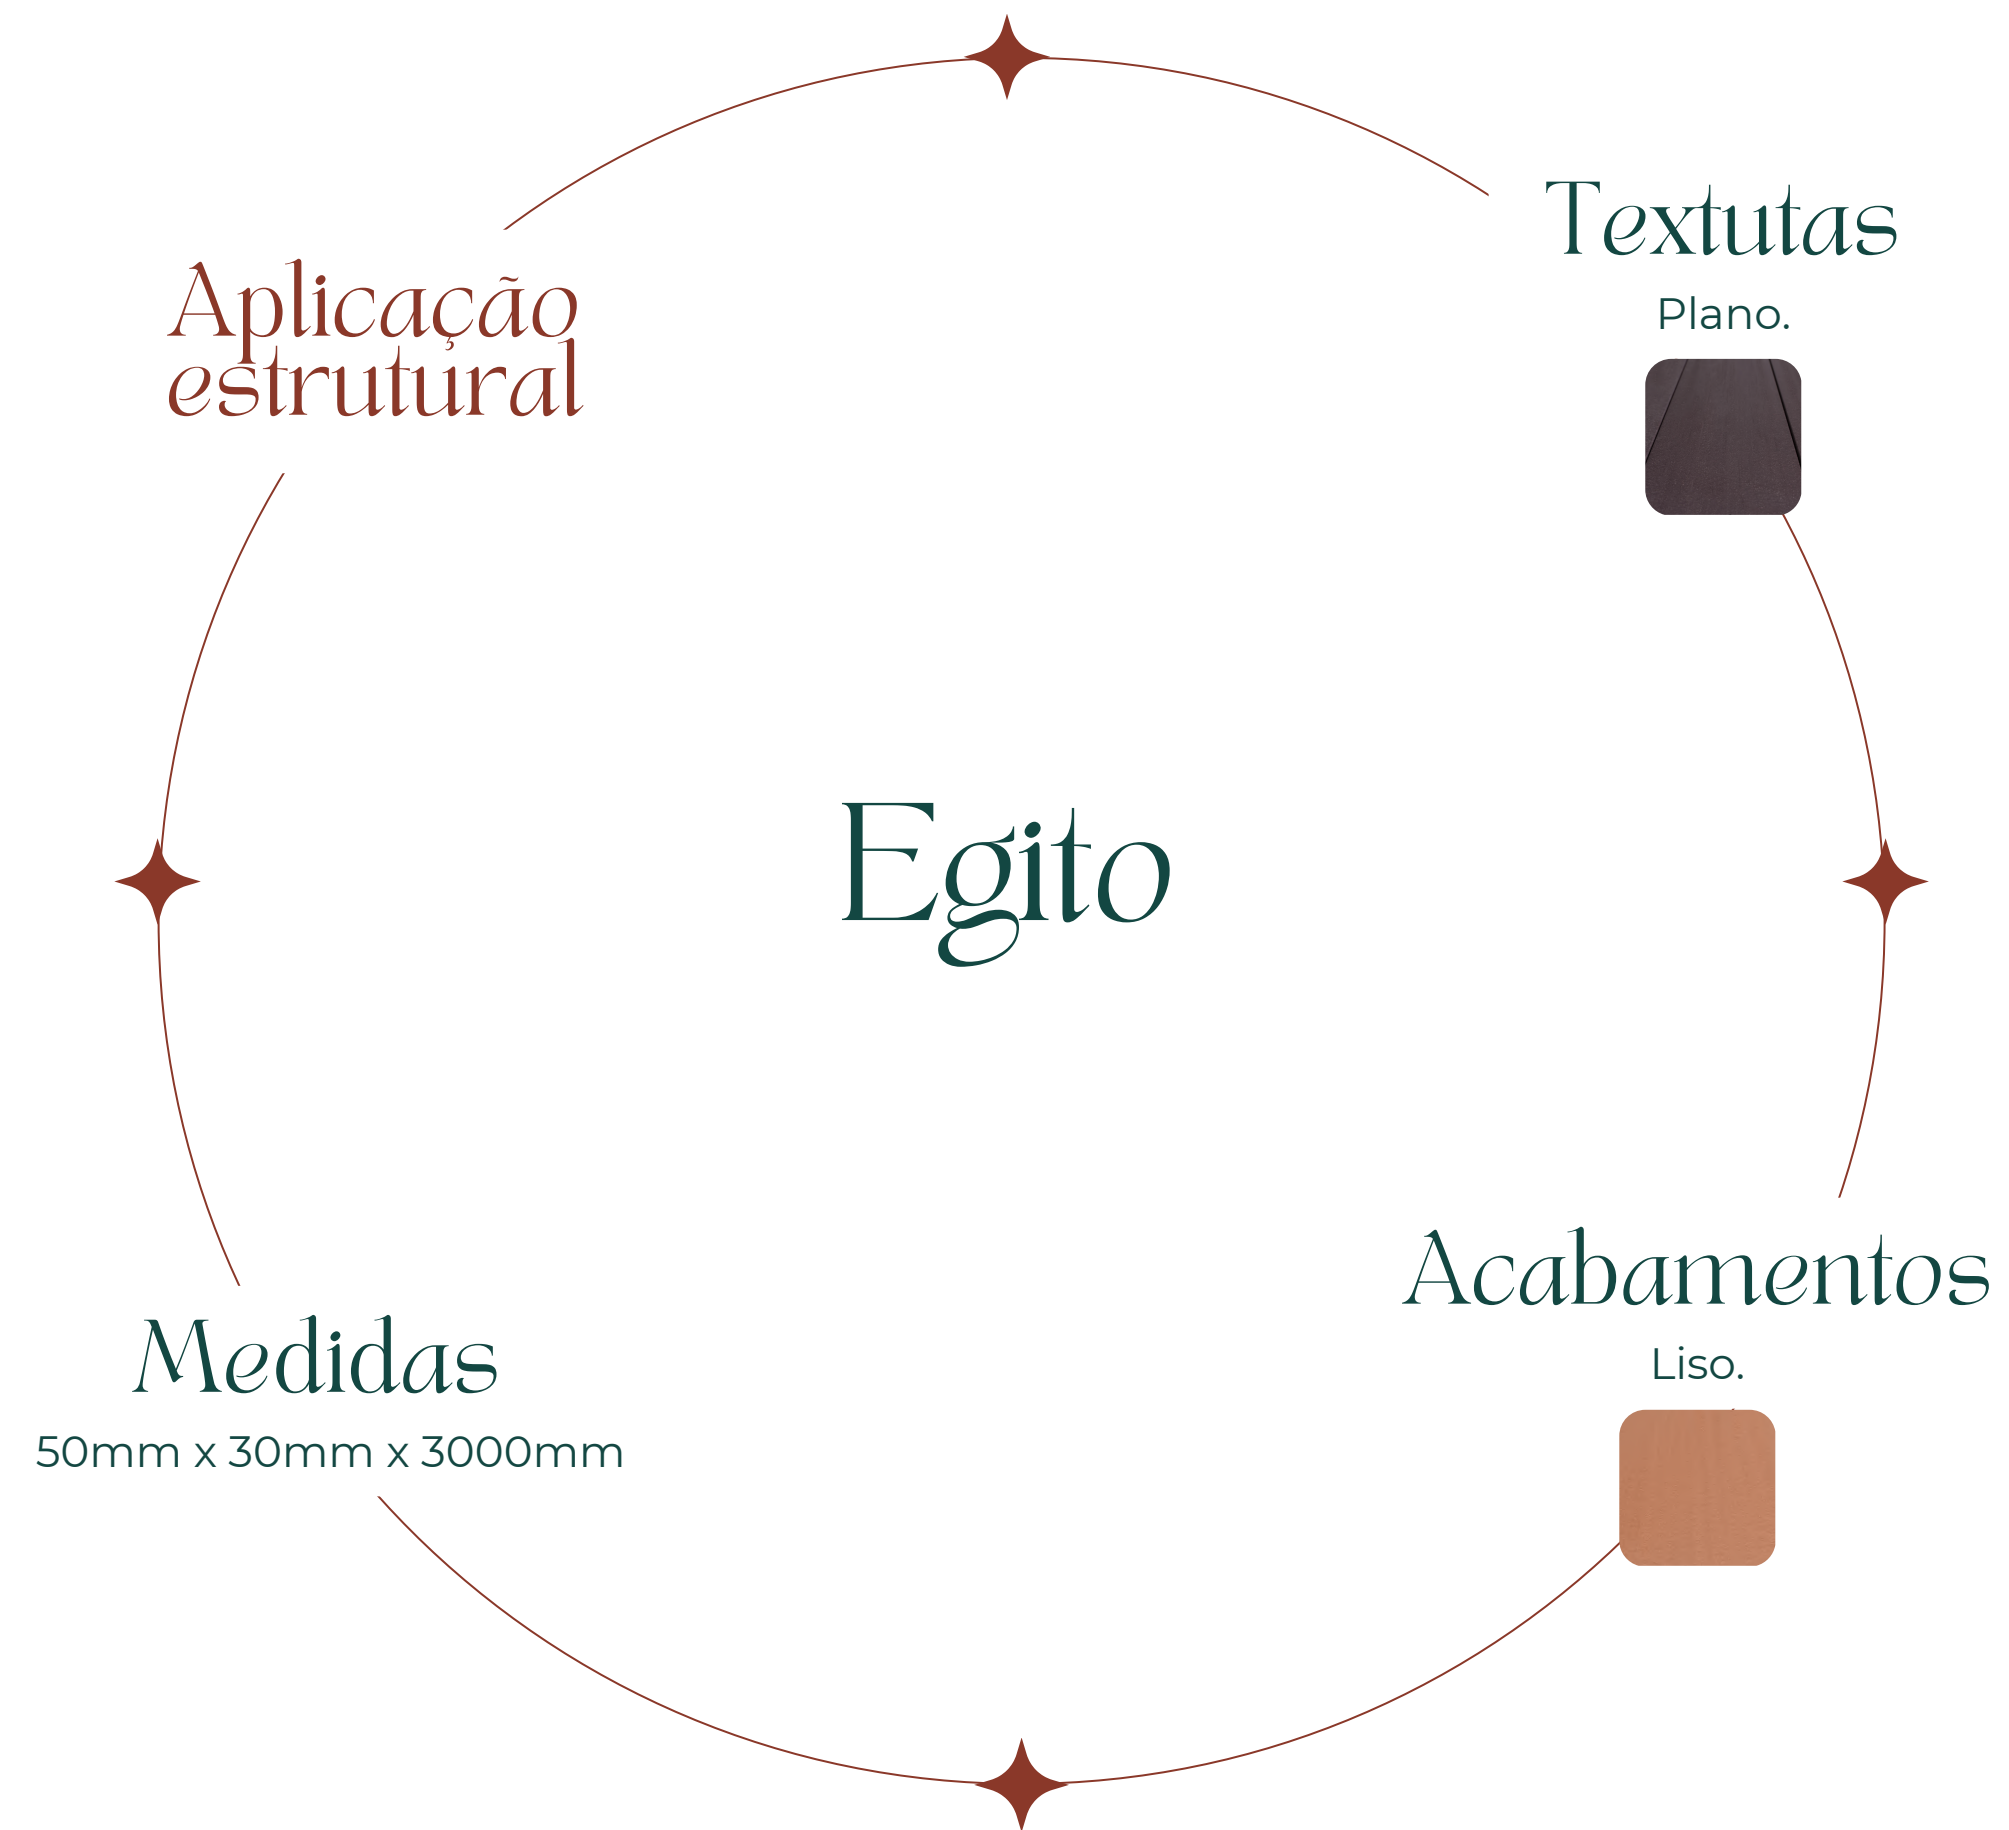 Aplicação
estrutural
Textutas
Plano.
Egito
Medidas
50mm x 30mm x 3000mm
Acabamentos
Liso.